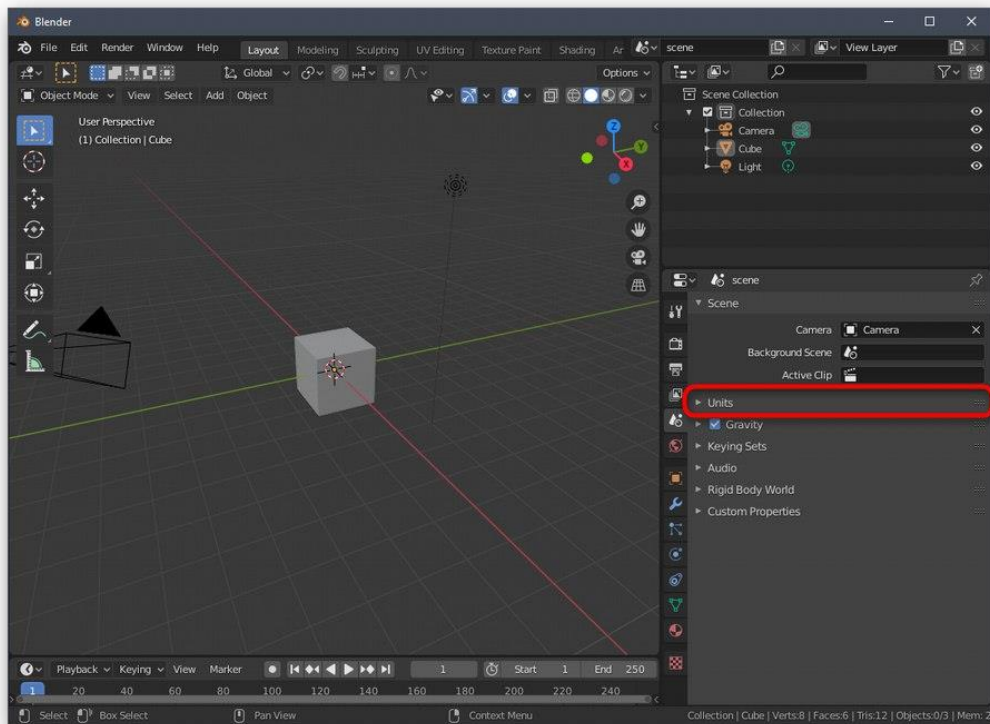 Blender
File Edit Render Window Help Layout Modeling Sculpting UV Editing Texture Paint Shading Ar scene View Layer
Global Options
Object Mode View Select Add Object
User Perspective
(1) Collection | Cube
Z
Y
X
Scene Collection
Collection
Camera
Cube
Light
scene
Scene
Camera Camera
Background Scene
Active Clip
Units
Gravity
Keying Sets
Audio
Rigid Body World
Custom Properties
Playback Keying View Marker 1 Start 1 End 250
1 20 40 60 80 100 120 140 160 180 200 220 240
Select Box Select Pan View Context Menu Collection | Cube | Verts:8 | Faces:6 | Tris:12 | Objects:0/3 | Mem: 2